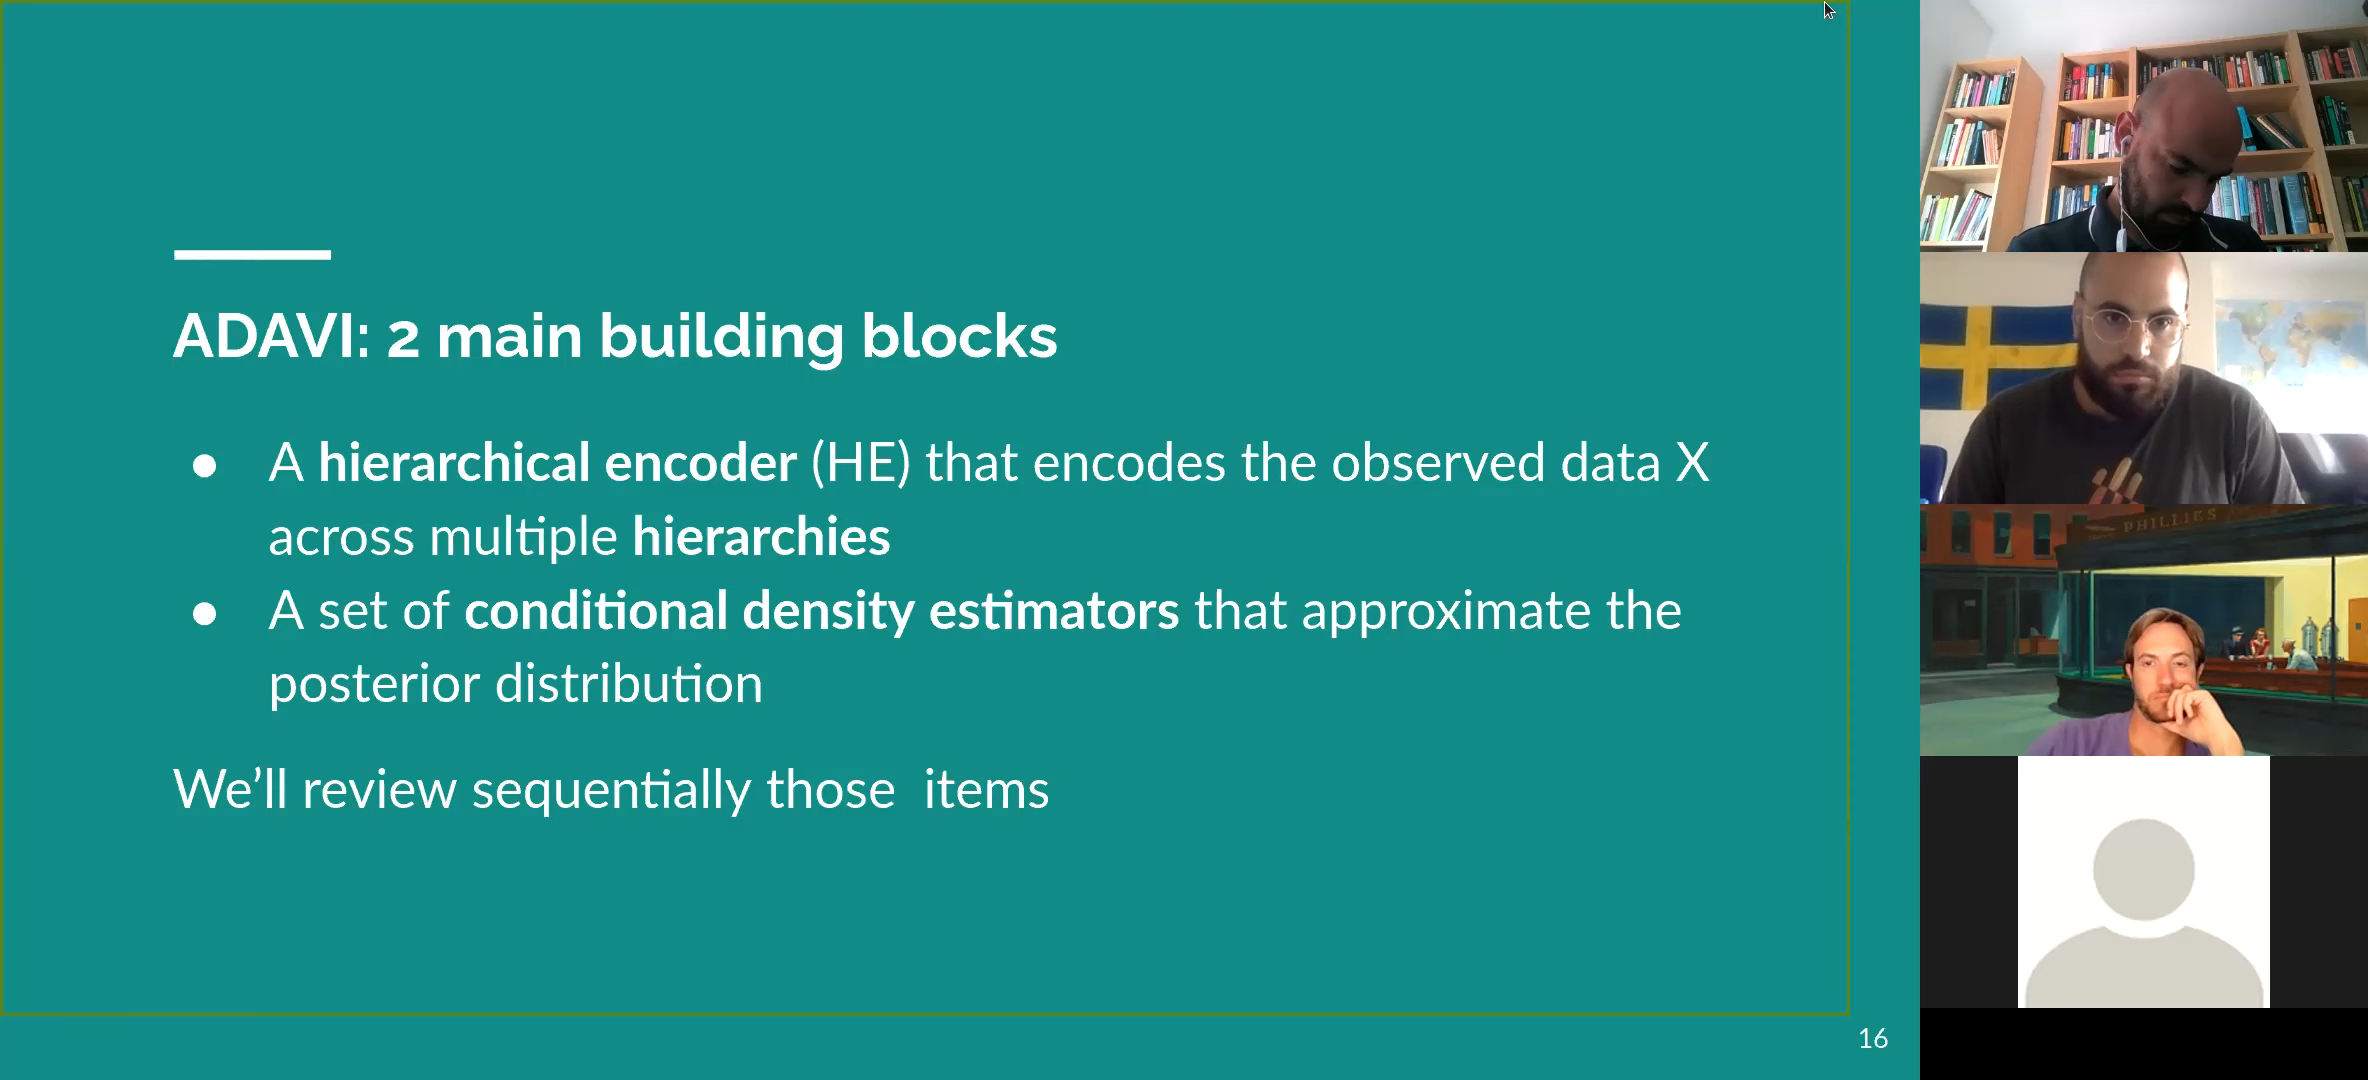 ADAVI: 2 main building blocks
● A hierarchical encoder (HE) that encodes the observed data X
across multiple hierarchies
● A set of conditional density estimators that approximate the
posterior distribution
We’ll review sequentially those  items
16
PHILLIES